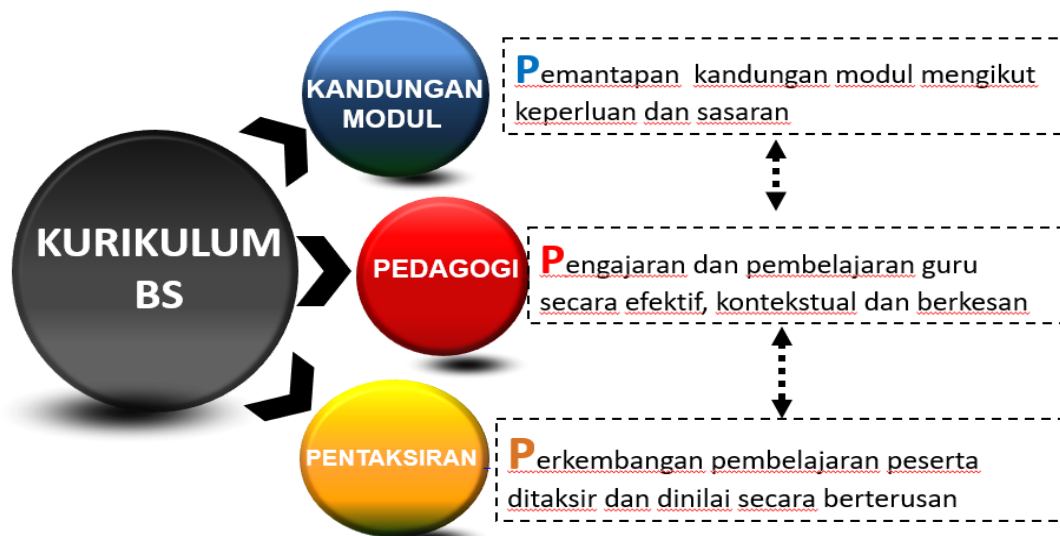 KURIKULUM
BS
KANDUNGAN
MODUL
Pemantapan kandungan modul mengikut
keperluan dan sasaran
PEDAGOGI
Pengajaran dan pembelajaran guru
secara efektif, kontekstual dan berkesan
PENTAKSIRAN
Perkembangan pembelajaran peserta
ditaksir dan dinilai secara berterusan